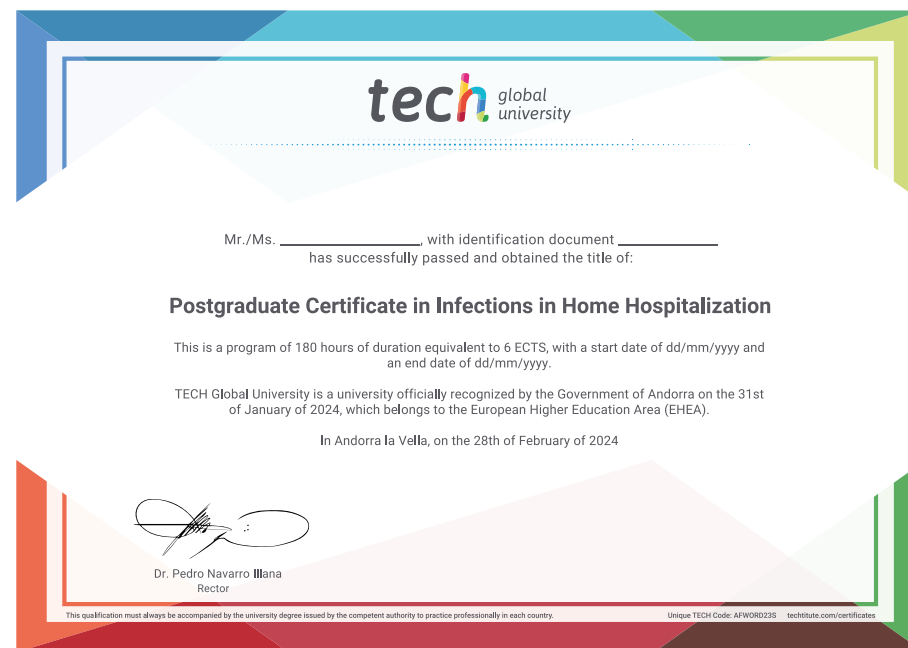 tech global
university
Mr./Ms. ____________, with identification document ____________
has successfully passed and obtained the title of:
Postgraduate Certificate in Infections in Home Hospitalization
This is a program of 180 hours of duration equivalent to 6 ECTS, with a start date of dd/mm/yyyy and
an end date of dd/mm/yyyy.
TECH Global University is a university officially recognized by the Government of Andorra on the 31st
of January of 2024, which belongs to the European Higher Education Area (EHEA).
In Andorra la Vella, on the 28th of February of 2024
Dr. Pedro Navarro Illana
Rector
This qualification must always be accompanied by the university degree issued by the competent authority to practice professionally in each country. Unique TECH Code: AFWORD23S techtitute.com/certificates